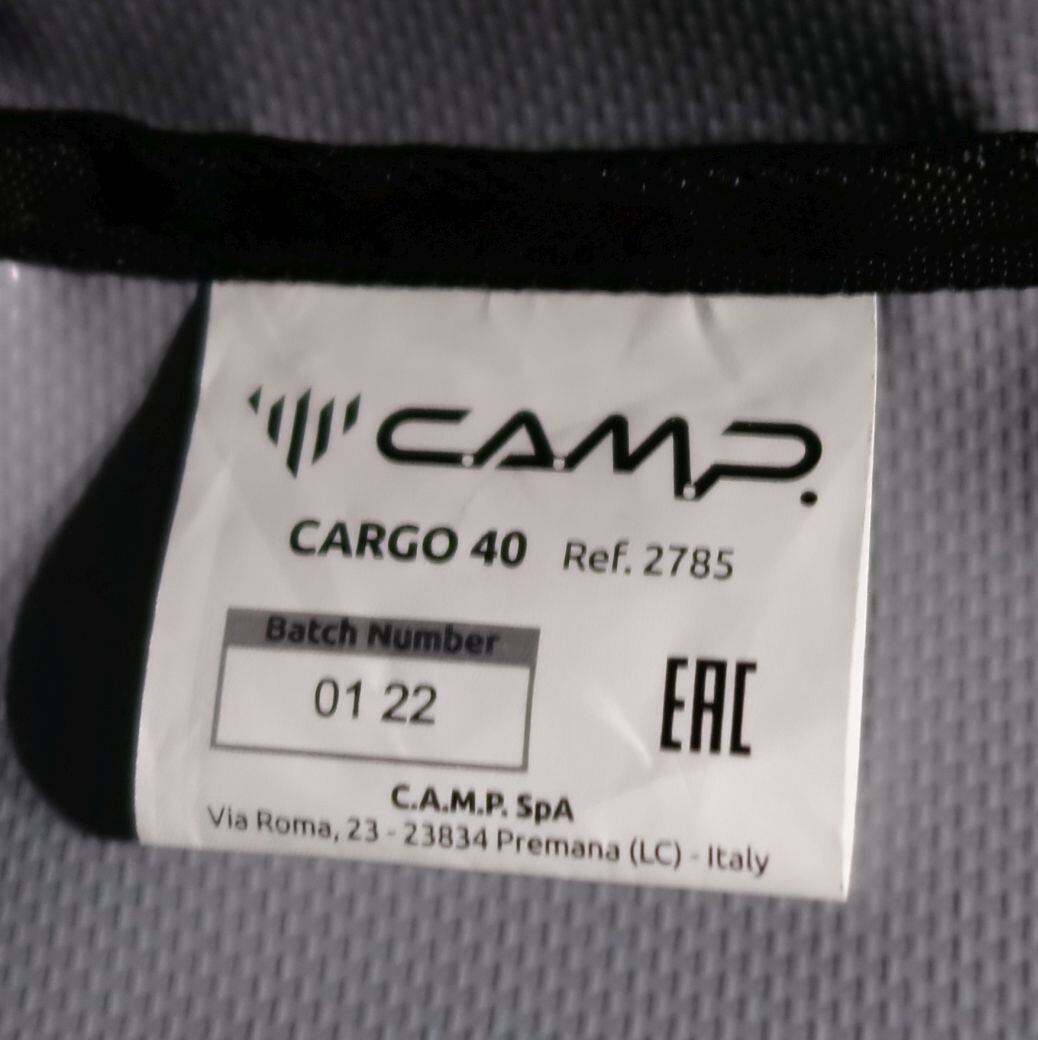 C.A.M.P.
CARGO 40 Ref. 2785
Batch Number
01 22
EAC
C.A.M.P. SpA
Via Roma, 23 - 23834 Premana (LC) - Italy